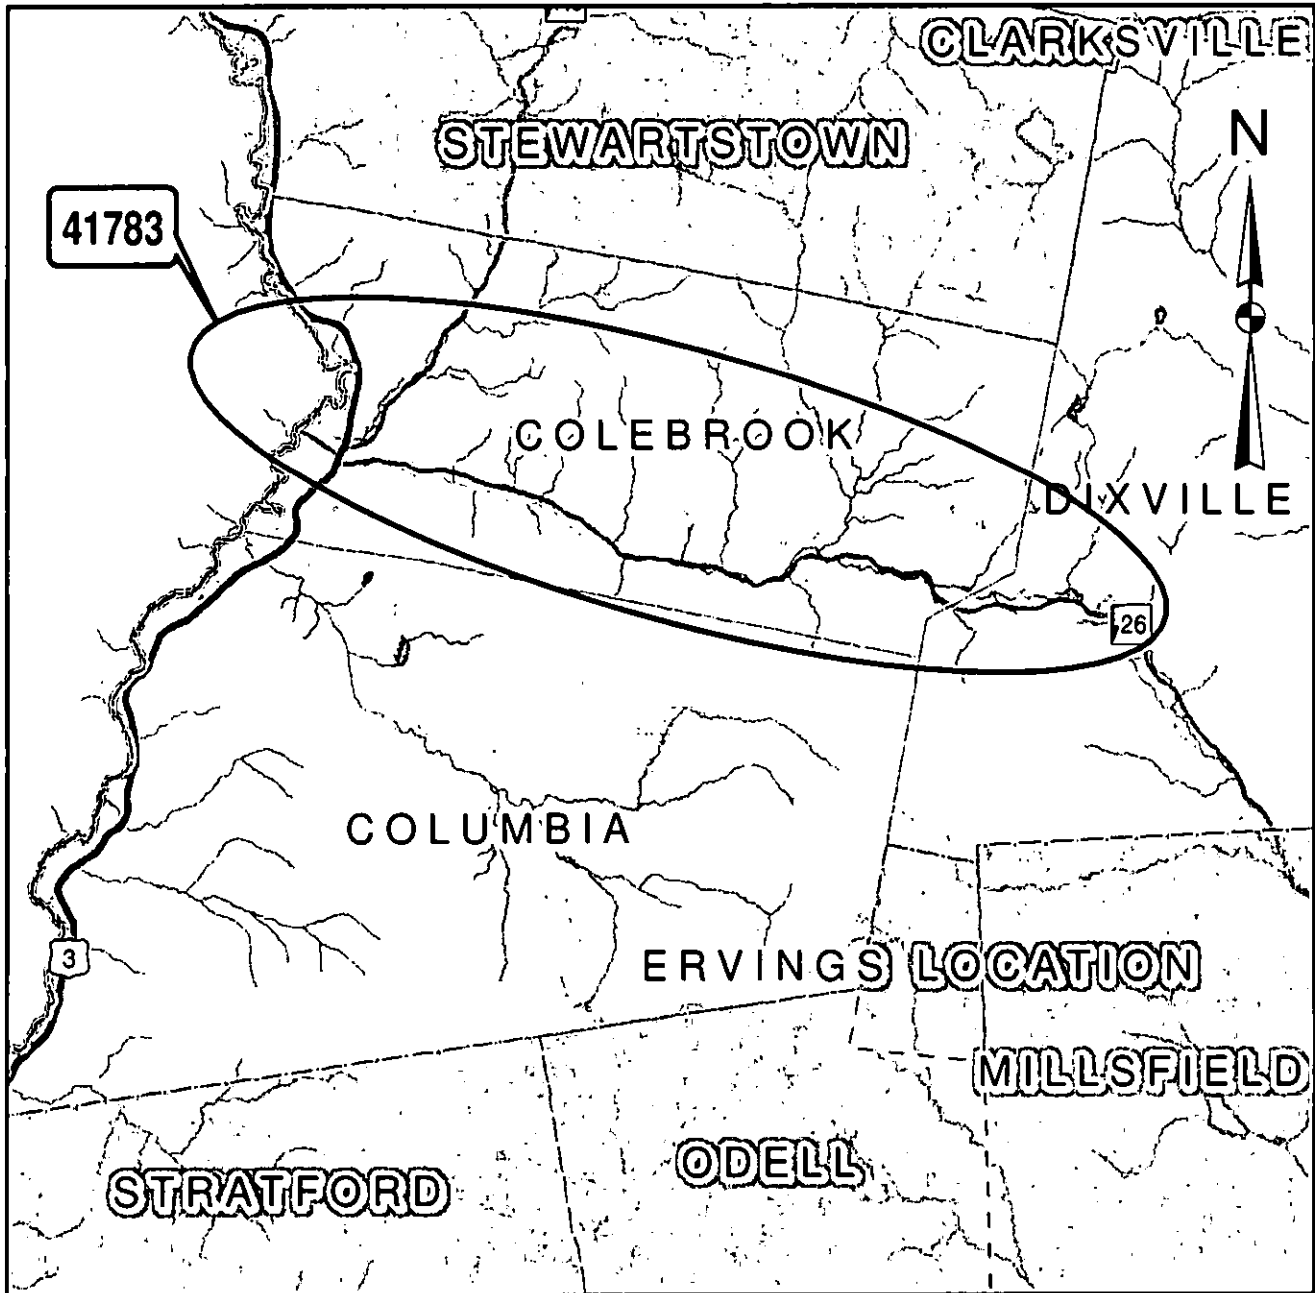 CLARKSVILLE
STEWARTSTOWN
N
41783
COLEBROOK
DIXVILLE
26
COLUMBIA
3
ERVINGS LOCATION
MILLSFIELD
ODELL
STRATFORD